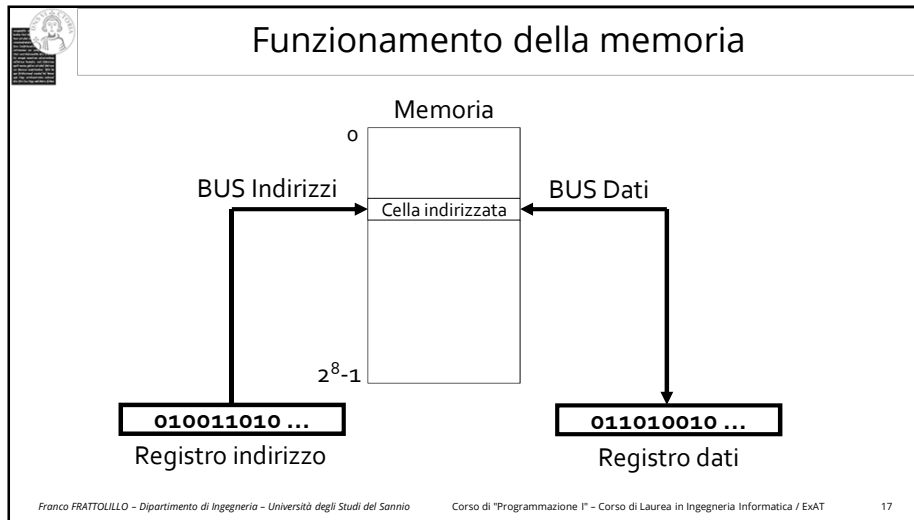 Funzionamento della memoria
Memoria
0
BUS Indirizzi
BUS Dati
Cella indirizzata
2⁸-1
010011010 ...
011010010 ...
Registro indirizzo
Registro dati
Franco FRATTOLILLO – Dipartimento di Ingegneria – Università degli Studi del Sannio
Corso di "Programmazione I" – Corso di Laurea in Ingegneria Informatica / ExAT
17